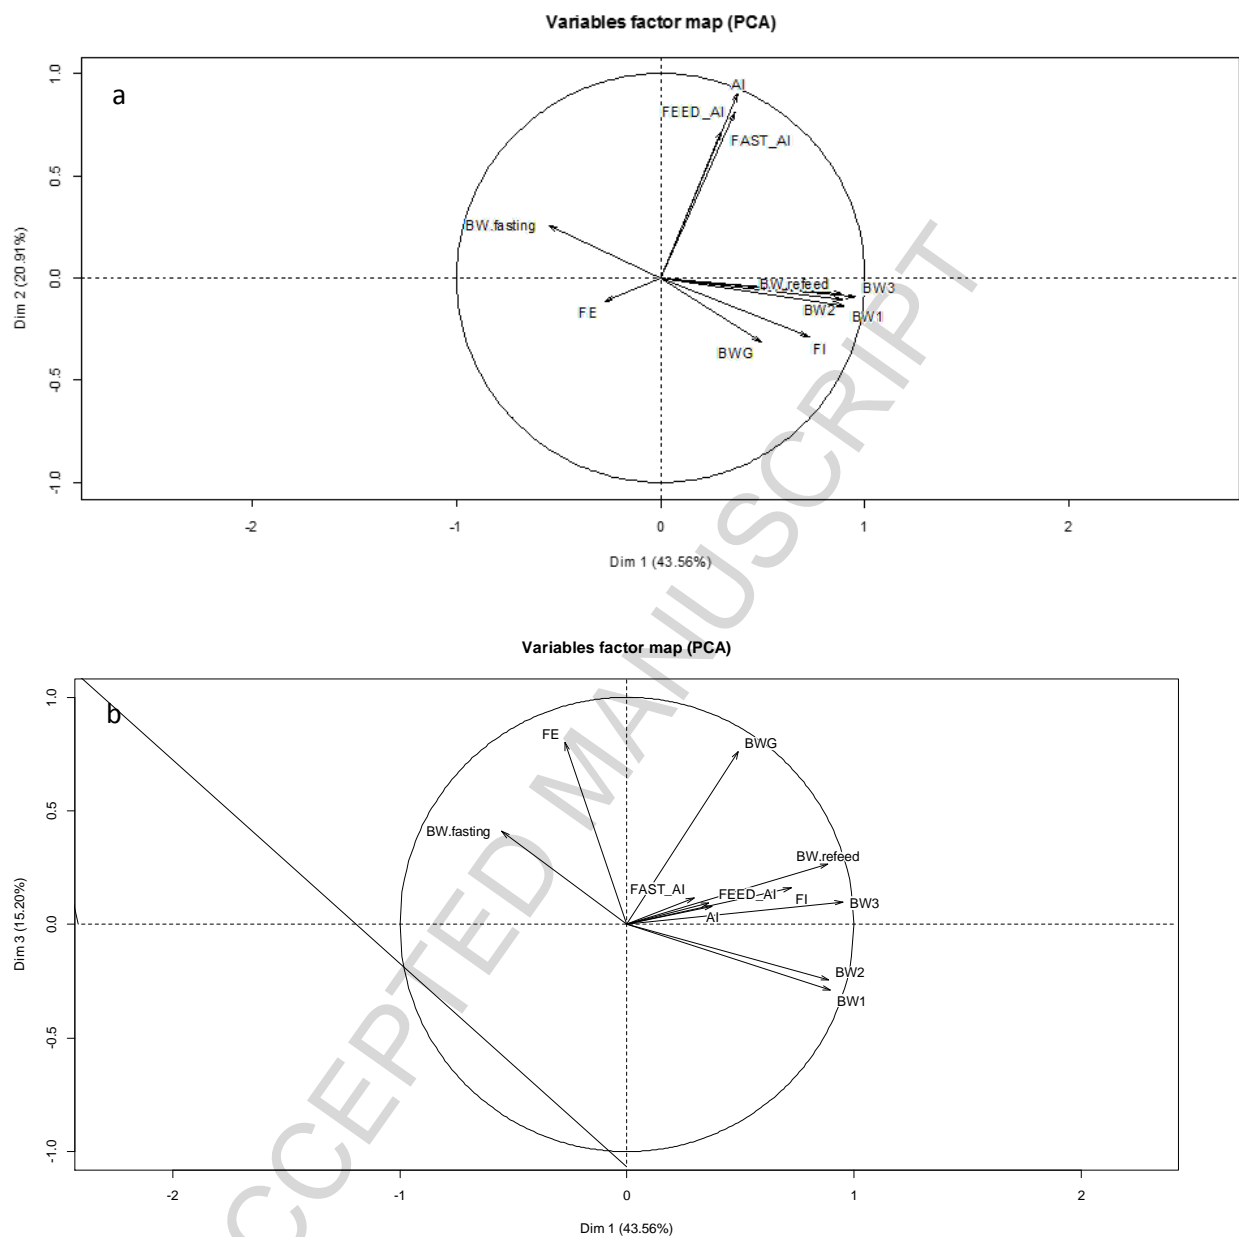 Variables factor map (PCA)
a
1.0
0.5
0.0
-0.5
-1.0
Dim 2 (20.91%)
AI
FEED_AI
FAST_AI
BW.fasting
BW.refeed
BW3
FE
BW2
BW1
BWG
FI
-2
-1
0
1
2
Dim 1 (43.56%)
Variables factor map (PCA)
b
1.0
0.5
0.0
-0.5
-1.0
Dim 3 (15.20%)
FE
BWG
BW.fasting
BW.refeed
FAST_AI
FEED_AI
FI
BW3
AI
BW2
BW1
-2
-1
0
1
2
Dim 1 (43.56%)
CCEPTED MANUSCRIPT